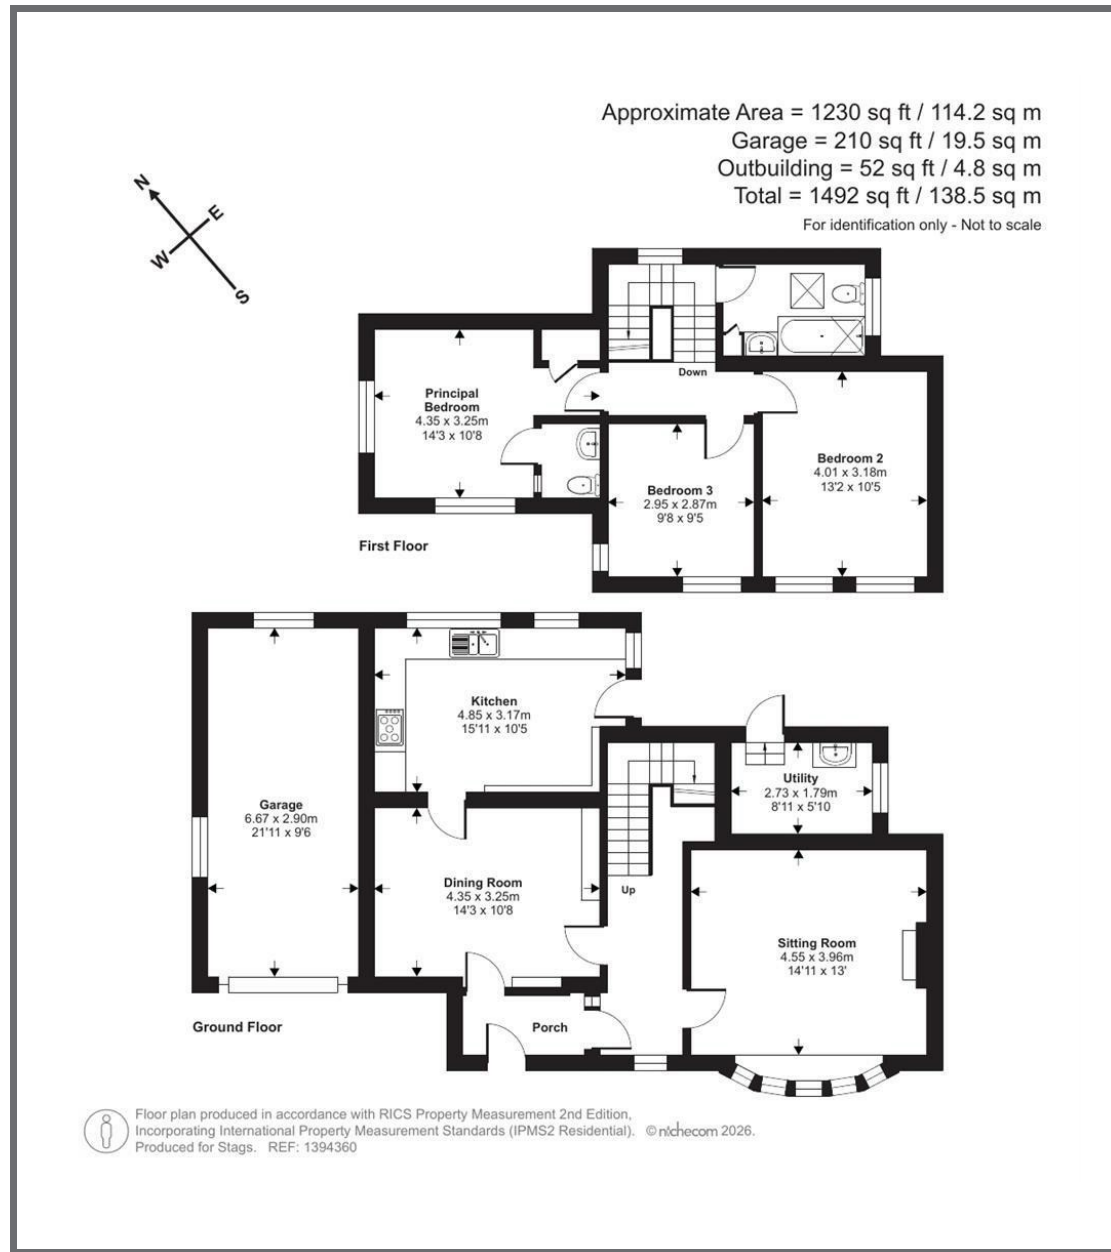 Approximate Area = 1230 sq ft / 114.2 sq m
Garage = 210 sq ft / 19.5 sq m
Outbuilding = 52 sq ft / 4.8 sq m
Total = 1492 sq ft / 138.5 sq m
For identification only - Not to scale
N
E
W
S
Down
Principal
Bedroom
4.35 x 3.25m
14'3 x 10'8
Bedroom 2
4.01 x 3.18m
13'2 x 10'5
Bedroom 3
2.95 x 2.87m
9'8 x 9'5
First Floor
Kitchen
4.85 x 3.17m
15'11 x 10'5
Utility
2.73 x 1.79m
8'11 x 5'10
Garage
6.67 x 2.90m
21'11 x 9'6
Dining Room
4.35 x 3.25m
14'3 x 10'8
Up
Sitting Room
4.55 x 3.96m
14'11 x 13'
Ground Floor
Porch
Floor plan produced in accordance with RICS Property Measurement 2nd Edition,
Incorporating International Property Measurement Standards (IPMS2 Residential). © nichecom 2026.
Produced for Stags. REF: 1394360